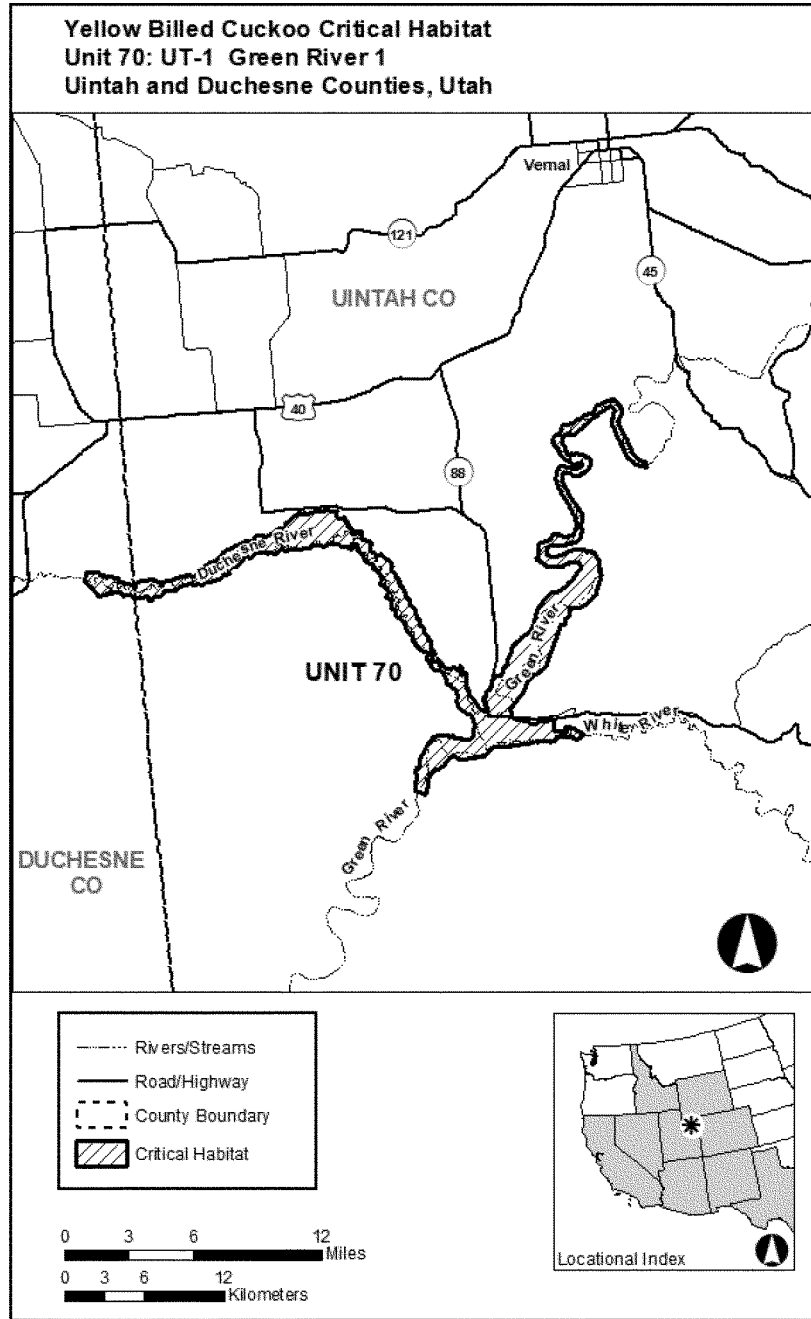 Yellow Billed Cuckoo Critical Habitat
Unit 70: UT-1 Green River 1
Uintah and Duchesne Counties, Utah
Vernal
121
45
UINTAH CO
40
88
Duchesne River
Green River
UNIT 70
White River
Green River
DUCHESNE
CO
Rivers/Streams
Road/Highway
County Boundary
Critical Habitat
0 3 6 12
Miles
0 3 6 12
Kilometers
Locational Index